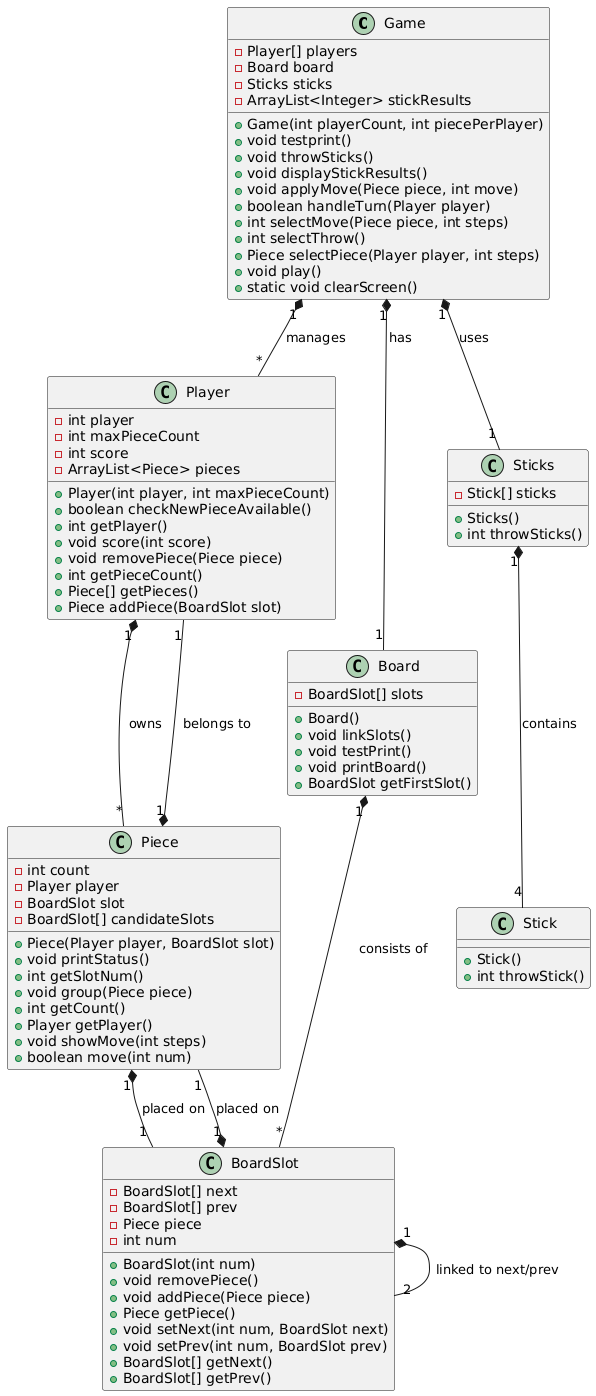 C Game
Player[] players
Board board
Sticks sticks
ArrayList<Integer> stickResults
Game(int playerCount, int piecePerPlayer)
void testprint()
void throwSticks()
void displayStickResults()
void applyMove(Piece piece, int move)
boolean handleTurn(Player player)
int selectMove(Piece piece, int steps)
int selectThrow()
Piece selectPiece(Player player, int steps)
void play()
static void clearScreen()
1
1
1
manages
has
uses
*
C Player
int player
int maxPieceCount
int score
ArrayList<Piece> pieces
Player(int player, int maxPieceCount)
boolean checkNewPieceAvailable()
int getPlayer()
void score(int score)
void removePiece(Piece piece)
int getPieceCount()
Piece[] getPieces()
Piece addPiece(BoardSlot slot)
1
C Sticks
Stick[] sticks
Sticks()
int throwSticks()
1
1
1
1
C Board
BoardSlot[] slots
Board()
void linkSlots()
void testPrint()
void printBoard()
BoardSlot getFirstSlot()
owns
belongs to
contains
*
1
1
C Piece
int count
Player player
BoardSlot slot
BoardSlot[] candidateSlots
Piece(Player player, BoardSlot slot)
void printStatus()
int getSlotNum()
void group(Piece piece)
int getCount()
Player getPlayer()
void showMove(int steps)
boolean move(int num)
4
C Stick
Stick()
int throwStick()
consists of
1
1
placed on
placed on
1
1
*
C BoardSlot
BoardSlot[] next
BoardSlot[] prev
Piece piece
int num
BoardSlot(int num)
void removePiece()
void addPiece(Piece piece)
Piece getPiece()
void setNext(int num, BoardSlot next)
void setPrev(int num, BoardSlot prev)
BoardSlot[] getNext()
BoardSlot[] getPrev()
1
linked to next/prev
2